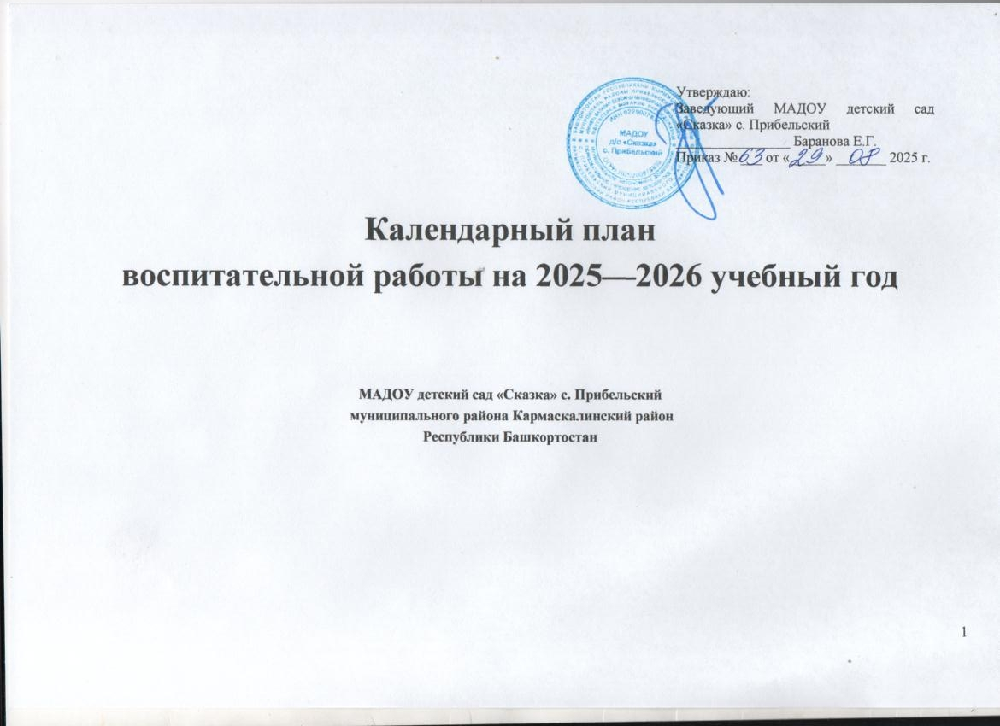 Утверждаю:
Заведующий МАДОУ детский сад
«Сказка» с. Прибельский
_______________ Баранова Е.Г.
Приказ №63 от «29» 08 2025 г.
МАДОУ
д/с «Сказка»
с. Прибельский
Календарный план
воспитательной работы на 2025—2026 учебный год
МАДОУ детский сад «Сказка» с. Прибельский
муниципального района Кармаскалинский район
Республики Башкортостан
1